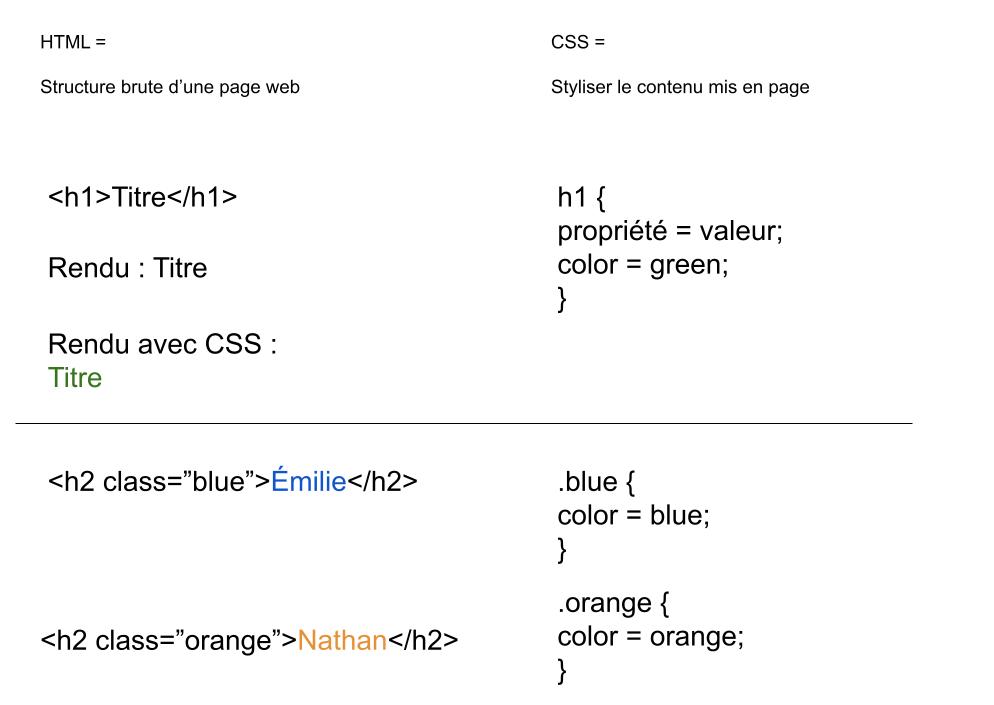 HTML =
Structure brute d’une page web
CSS =
Styliser le contenu mis en page
<h1>Titre</h1>
Rendu : Titre
Rendu avec CSS :
Titre
h1 {
propriété = valeur;
color = green;
}
<h2 class=”blue”>Émilie</h2>
.blue {
color = blue;
}
<h2 class=”orange”>Nathan</h2>
.orange {
color = orange;
}